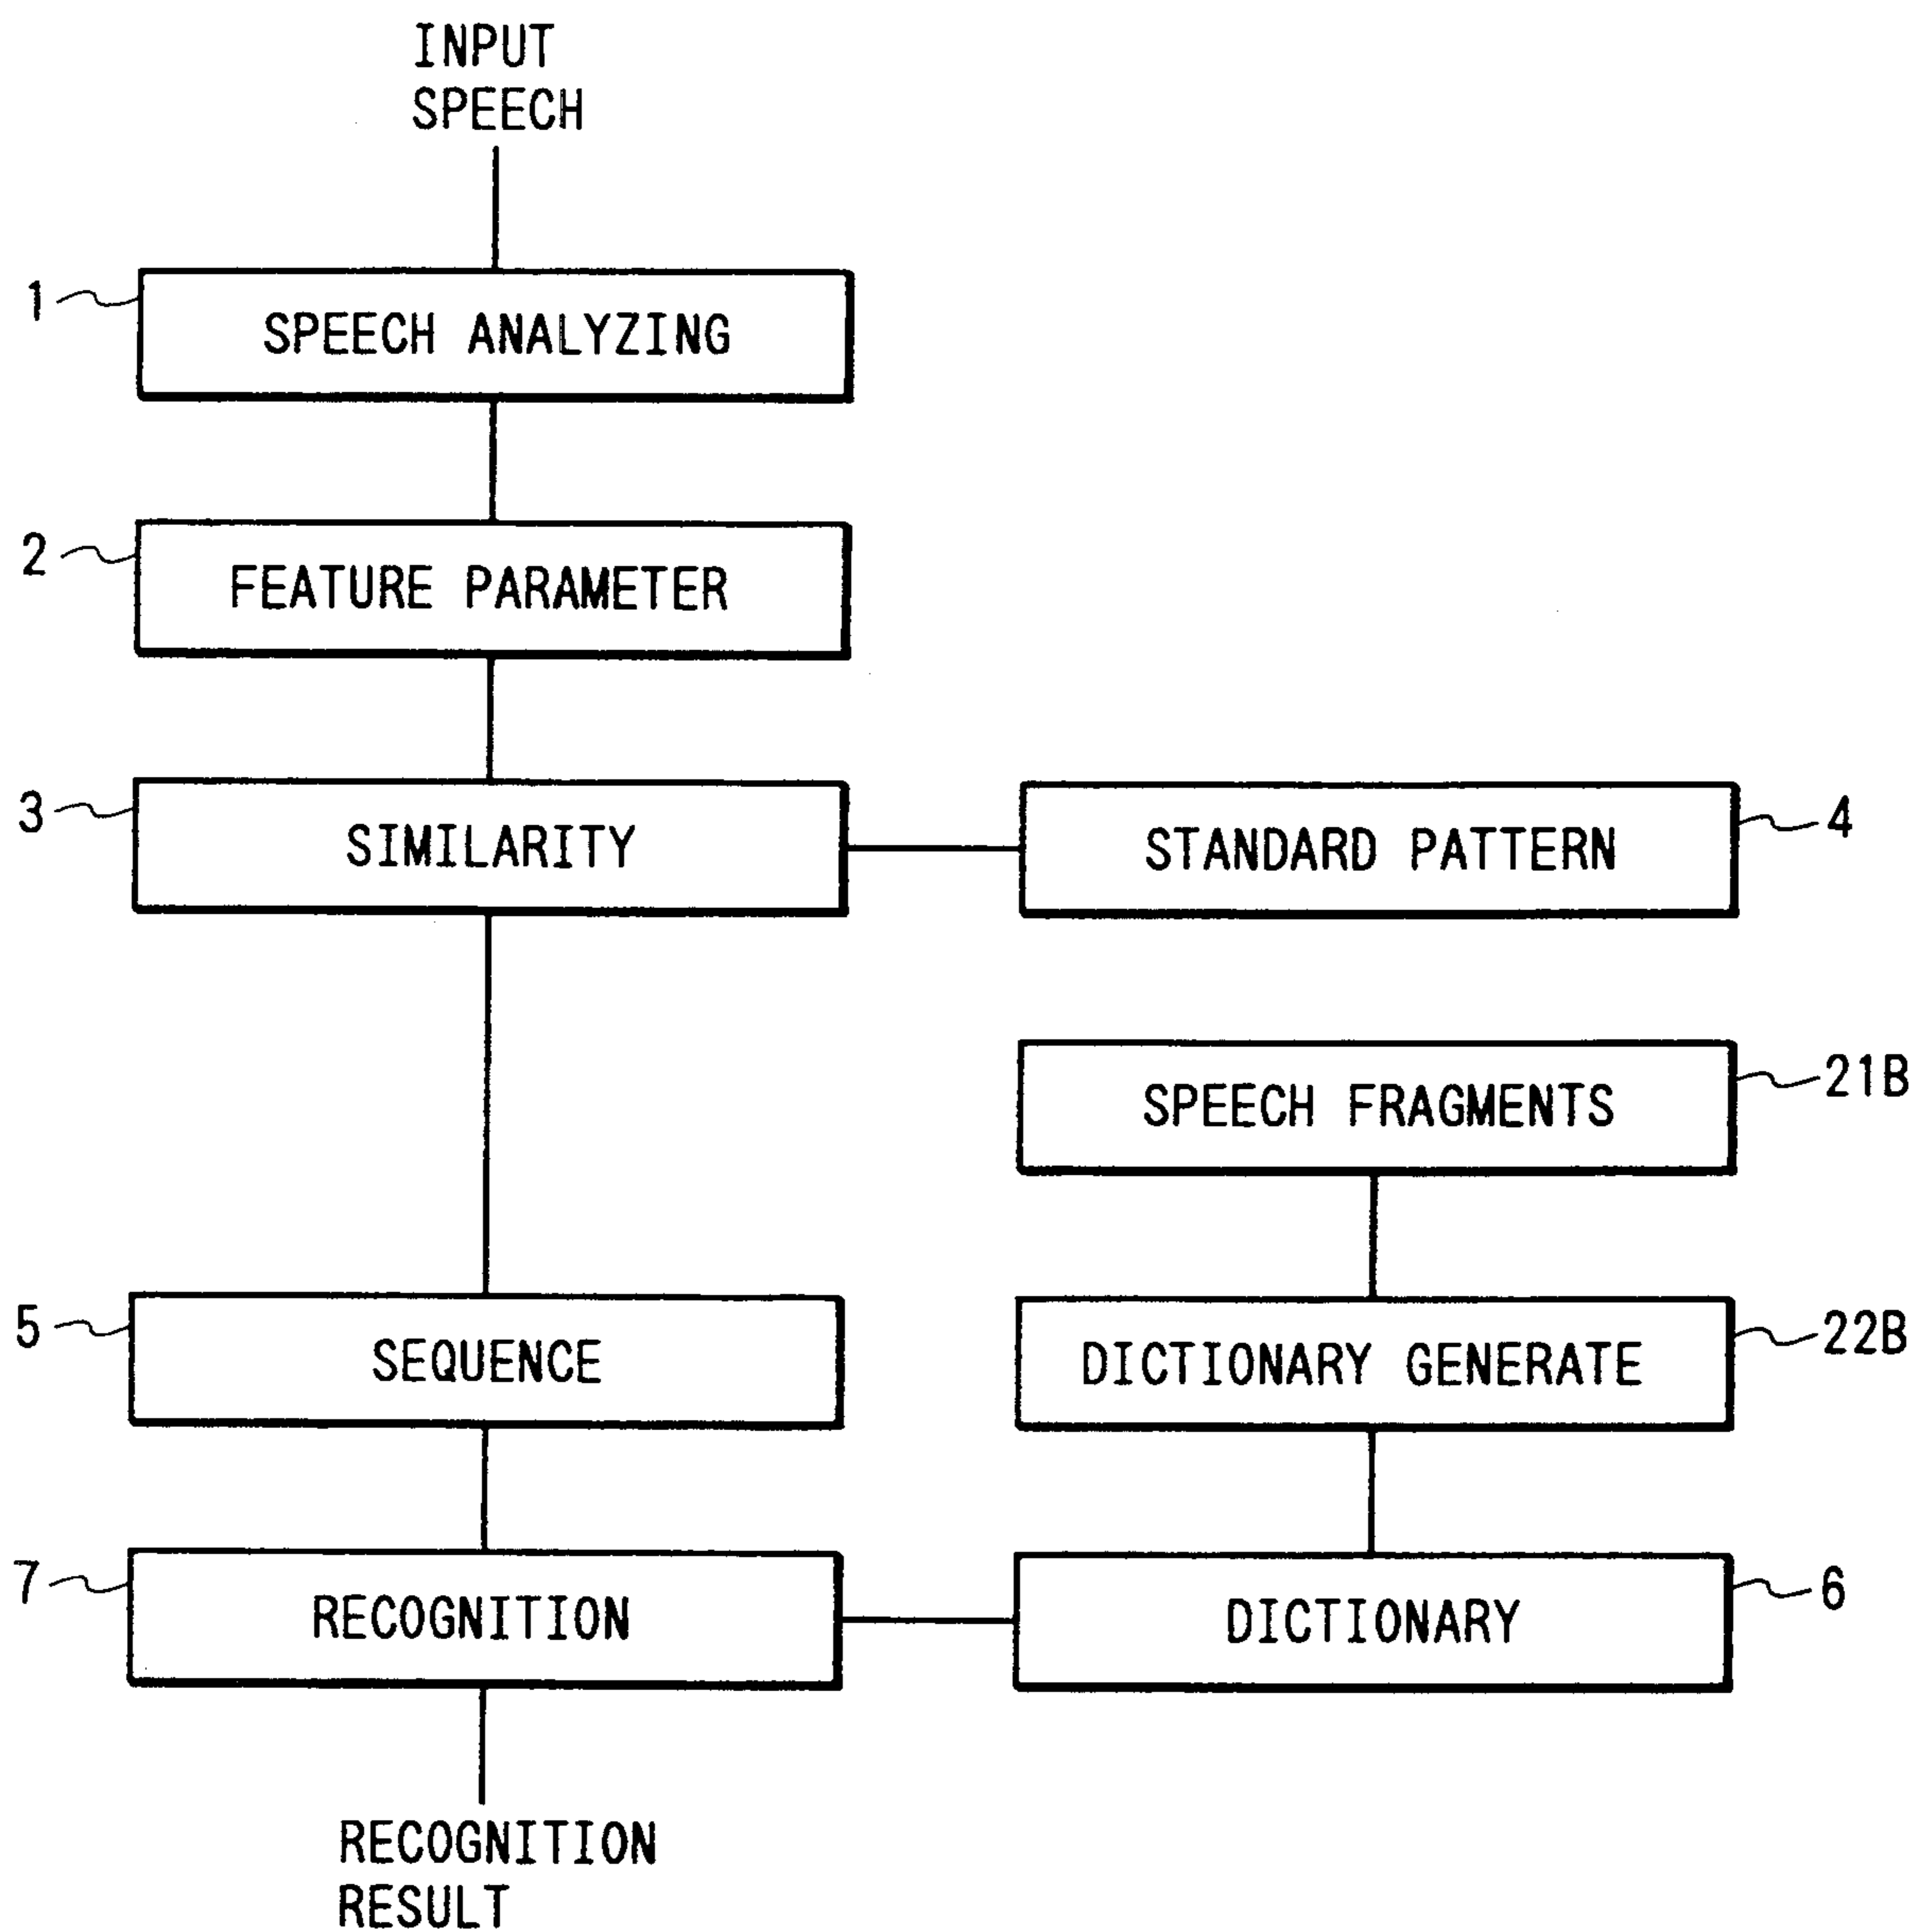 INPUT
SPEECH
1
SPEECH ANALYZING
2
FEATURE PARAMETER
3
SIMILARITY
STANDARD PATTERN
4
SPEECH FRAGMENTS
21B
5
SEQUENCE
DICTIONARY GENERATE
22B
7
RECOGNITION
DICTIONARY
6
RECOGNITION
RESULT